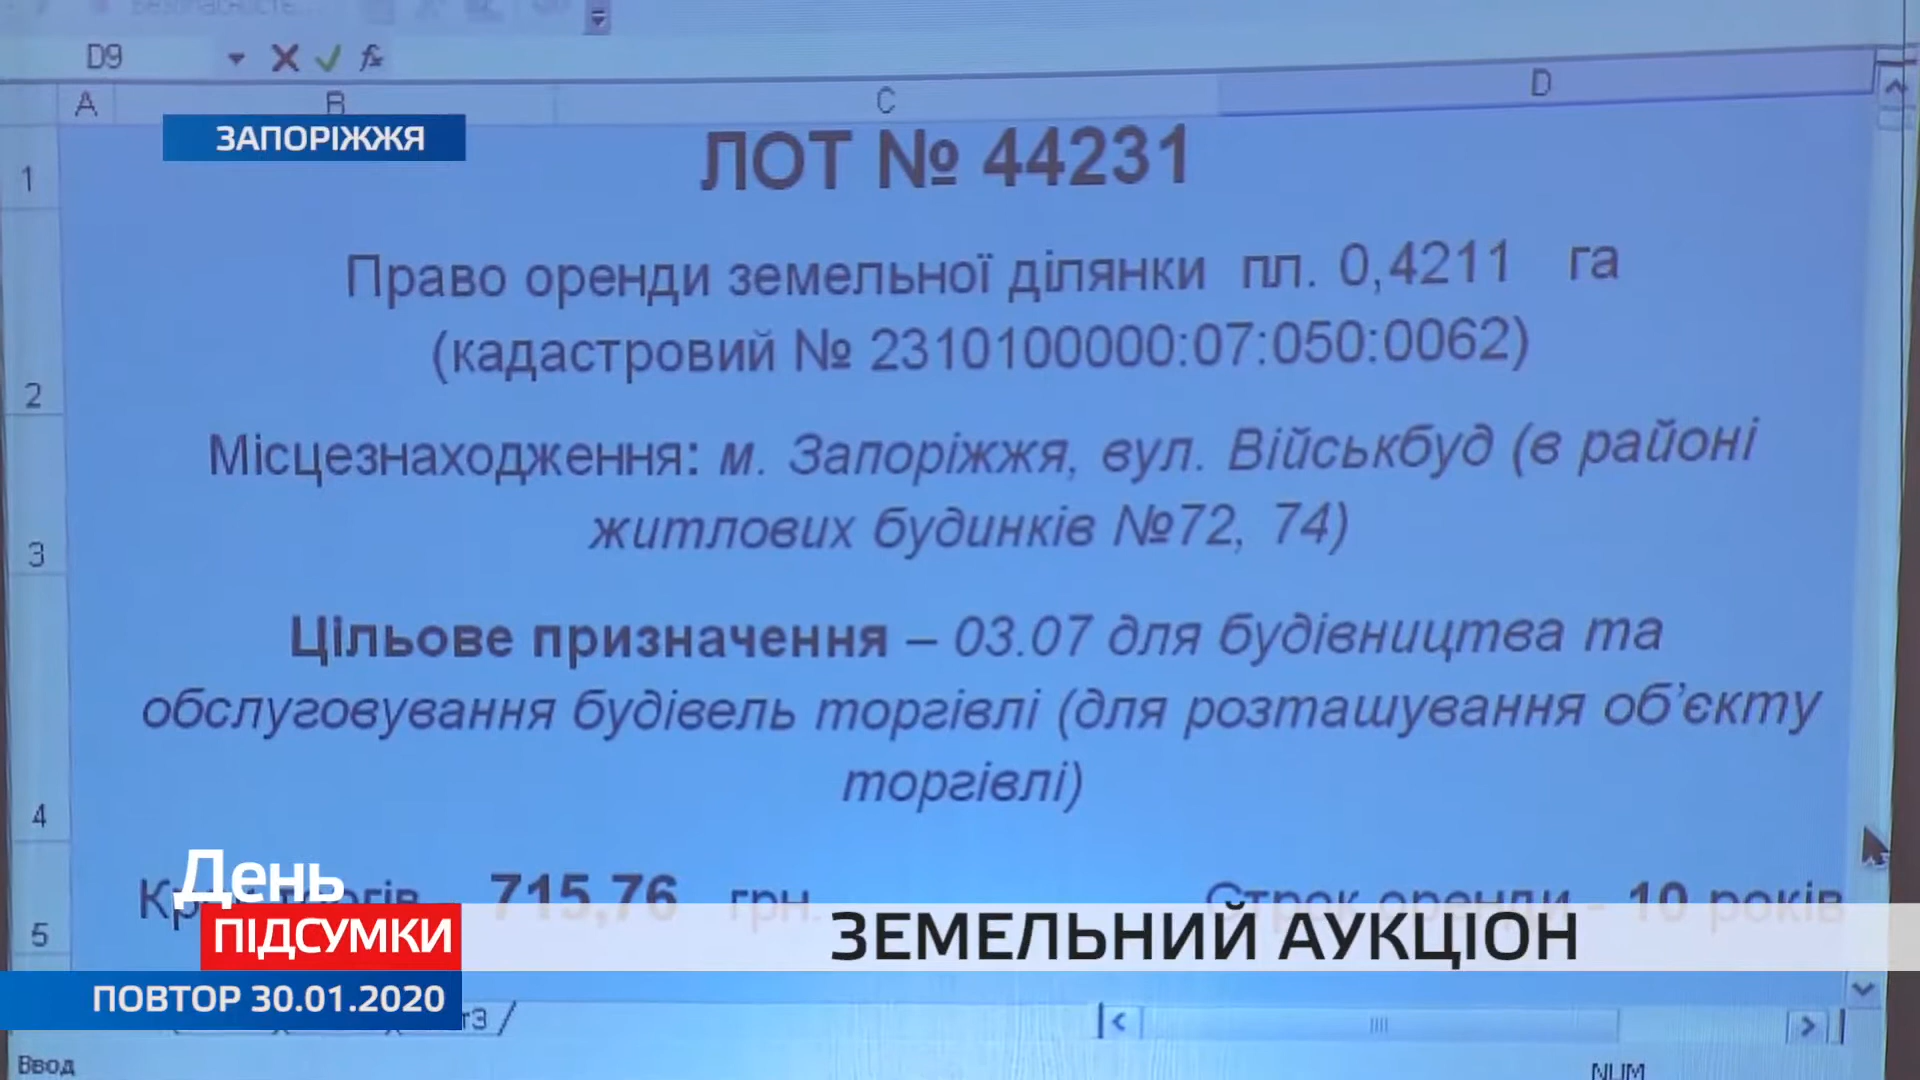 D9
A B C D
ЗАПОРІЖЖЯ
1
ЛОТ № 44231
Право оренди земельної ділянки пл. 0,4211 га
(кадастровий № 2310100000:07:050:0062)
2
Місцезнаходження: м. Запоріжжя, вул. Військбуд (в районі
житлових будинків №72, 74)
3
Цільове призначення – 03.07 для будівництва та
обслуговування будівель торгівлі (для розташування об’єкту
торгівлі)
4
715,76 грн. Строк оренди - 10 років
5
День
ПІДСУМКИ
ЗЕМЕЛЬНИЙ АУКЦІОН
ПОВТОР 30.01.2020
Ввод
NUM